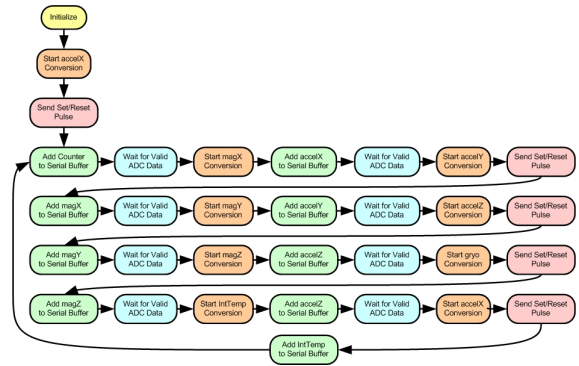 Initialize
Start accelX
Conversion
Send Set/Reset
Pulse
Add Counter
to Serial Buffer
Wait for Valid
ADC Data
Start magX
Conversion
Add accelX
to Serial Buffer
Wait for Valid
ADC Data
Start accelY
Conversion
Send Set/Reset
Pulse
Add magX
to Serial Buffer
Wait for Valid
ADC Data
Start magY
Conversion
Add accelY
to Serial Buffer
Wait for Valid
ADC Data
Start accelZ
Conversion
Send Set/Reset
Pulse
Add magY
to Serial Buffer
Wait for Valid
ADC Data
Start magZ
Conversion
Add accelZ
to Serial Buffer
Wait for Valid
ADC Data
Start gryo
Conversion
Send Set/Reset
Pulse
Add magZ
to Serial Buffer
Wait for Valid
ADC Data
Start IntTemp
Conversion
Add accelZ
to Serial Buffer
Wait for Valid
ADC Data
Start accelX
Conversion
Send Set/Reset
Pulse
Add IntTemp
to Serial Buffer